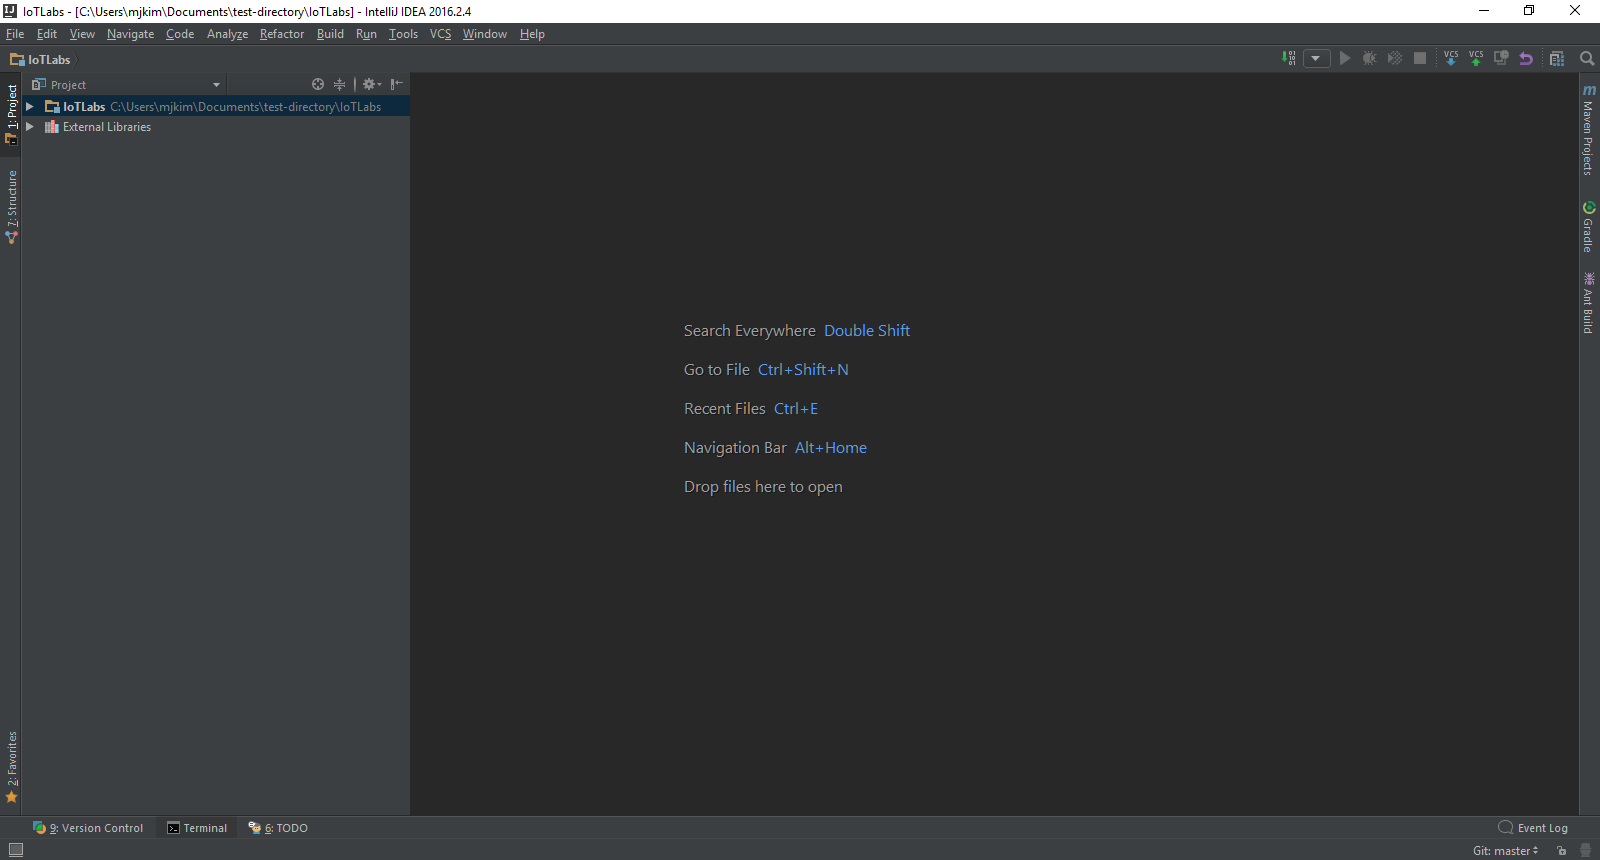 IoTLabs - [C:\Users\mjkim\Documents\test-directory\IoTLabs] - IntelliJ IDEA 2016.2.4
File Edit View Navigate Code Analyze Refactor Build Run Tools VCS Window Help
IoTLabs
VCS VCS
1: Project
Project
IoTLabs C:\Users\mjkim\Documents\test-directory\IoTLabs
External Libraries
7: Structure
2: Favorites
Search Everywhere Double Shift
Go to File Ctrl+Shift+N
Recent Files Ctrl+E
Navigation Bar Alt+Home
Drop files here to open
Maven Projects
Gradle
Ant Build
9: Version Control Terminal 6: TODO Event Log
Git: master